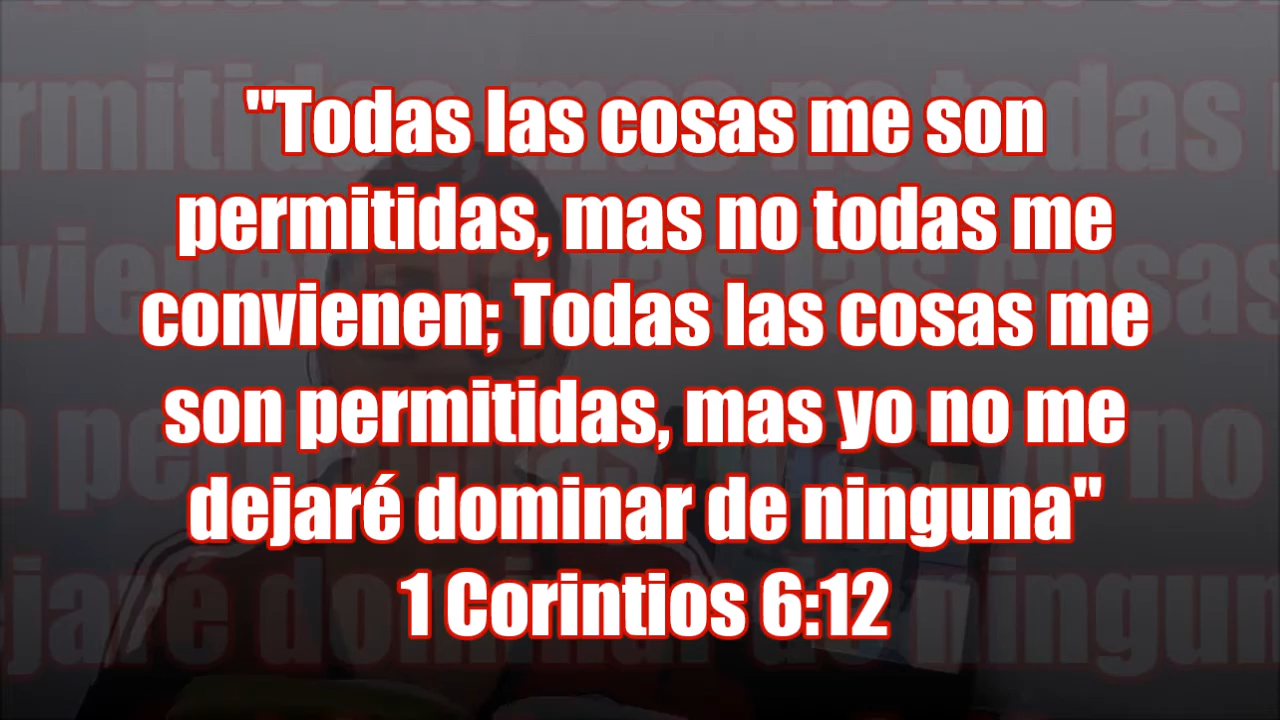 "Todas las cosas me son
permitidas, mas no todas me
convienen; Todas las cosas me
son permitidas, mas yo no me
dejaré dominar de ninguna"
1 Corintios 6:12